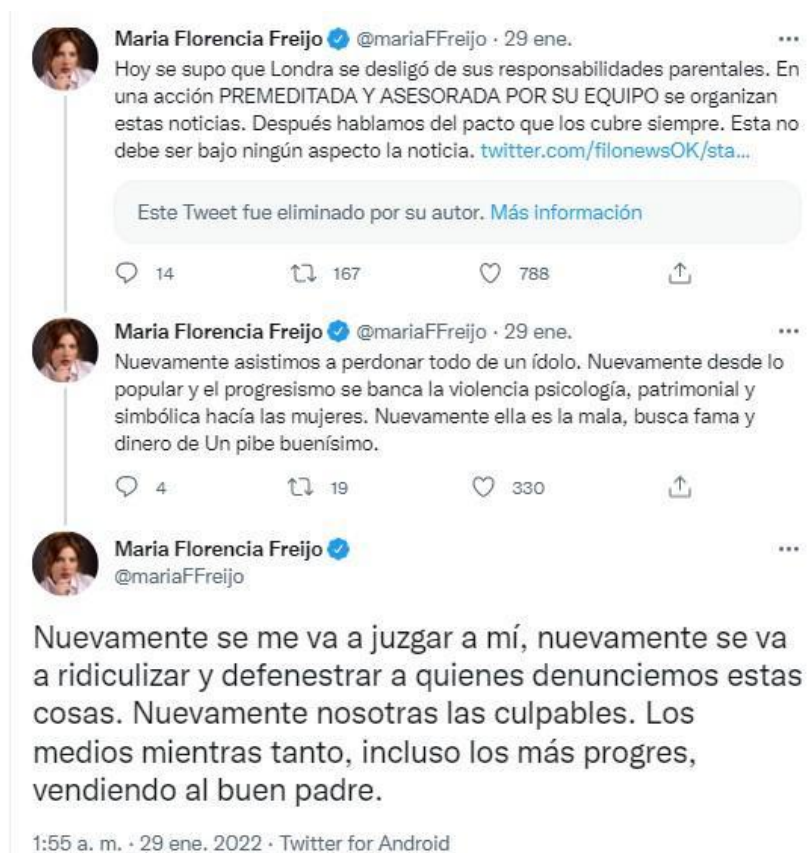 Maria Florencia Freijo @mariaFFreijo · 29 ene.
Hoy se supo que Londra se desligó de sus responsabilidades parentales. En
una acción PREMEDITADA Y ASESORADA POR SU EQUIPO se organizan
estas noticias. Después hablamos del pacto que los cubre siempre. Esta no
debe ser bajo ningún aspecto la noticia. twitter.com/filonewsOK/sta...
Este Tweet fue eliminado por su autor. Más información
14 167 788
Maria Florencia Freijo @mariaFFreijo · 29 ene.
Nuevamente asistimos a perdonar todo de un ídolo. Nuevamente desde lo
popular y el progresismo se banca la violencia psicología, patrimonial y
simbólica hacía las mujeres. Nuevamente ella es la mala, busca fama y
dinero de Un pibe buenísimo.
4 19 330
Maria Florencia Freijo
@mariaFFreijo
Nuevamente se me va a juzgar a mí, nuevamente se va
a ridiculizar y defenestrar a quienes denunciemos estas
cosas. Nuevamente nosotras las culpables. Los
medios mientras tanto, incluso los más progres,
vendiendo al buen padre.
1:55 a. m. · 29 ene. 2022 · Twitter for Android